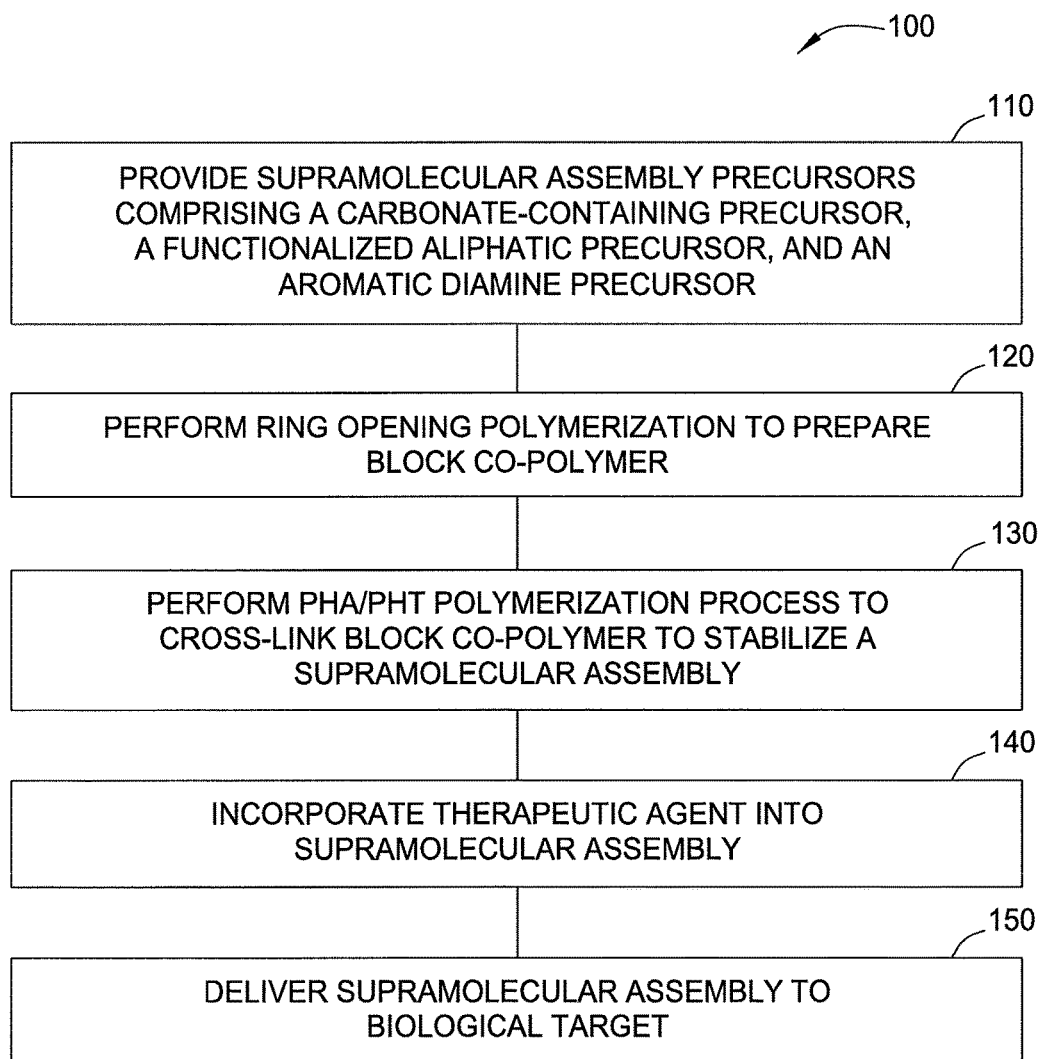 100
110
PROVIDE SUPRAMOLECULAR ASSEMBLY PRECURSORS
COMPRISING A CARBONATE-CONTAINING PRECURSOR,
A FUNCTIONALIZED ALIPHATIC PRECURSOR, AND AN
AROMATIC DIAMINE PRECURSOR
120
PERFORM RING OPENING POLYMERIZATION TO PREPARE
BLOCK CO-POLYMER
130
PERFORM PHA/PHT POLYMERIZATION PROCESS TO
CROSS-LINK BLOCK CO-POLYMER TO STABILIZE A
SUPRAMOLECULAR ASSEMBLY
140
INCORPORATE THERAPEUTIC AGENT INTO
SUPRAMOLECULAR ASSEMBLY
150
DELIVER SUPRAMOLECULAR ASSEMBLY TO
BIOLOGICAL TARGET